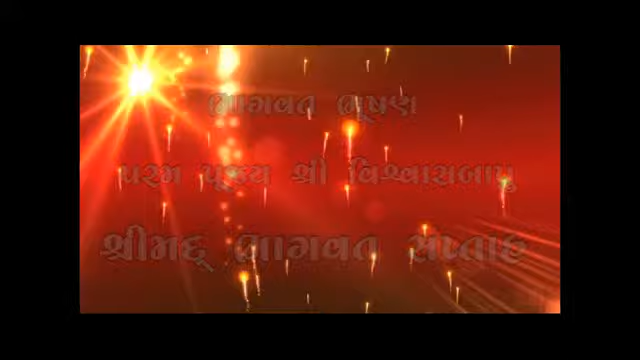 ભાગવત ભૂષણ
પરમ પૂજ્ય શ્રી વિશ્વાસબાપુ
શ્રીમદ્ ભાગવત સપ્તાહ